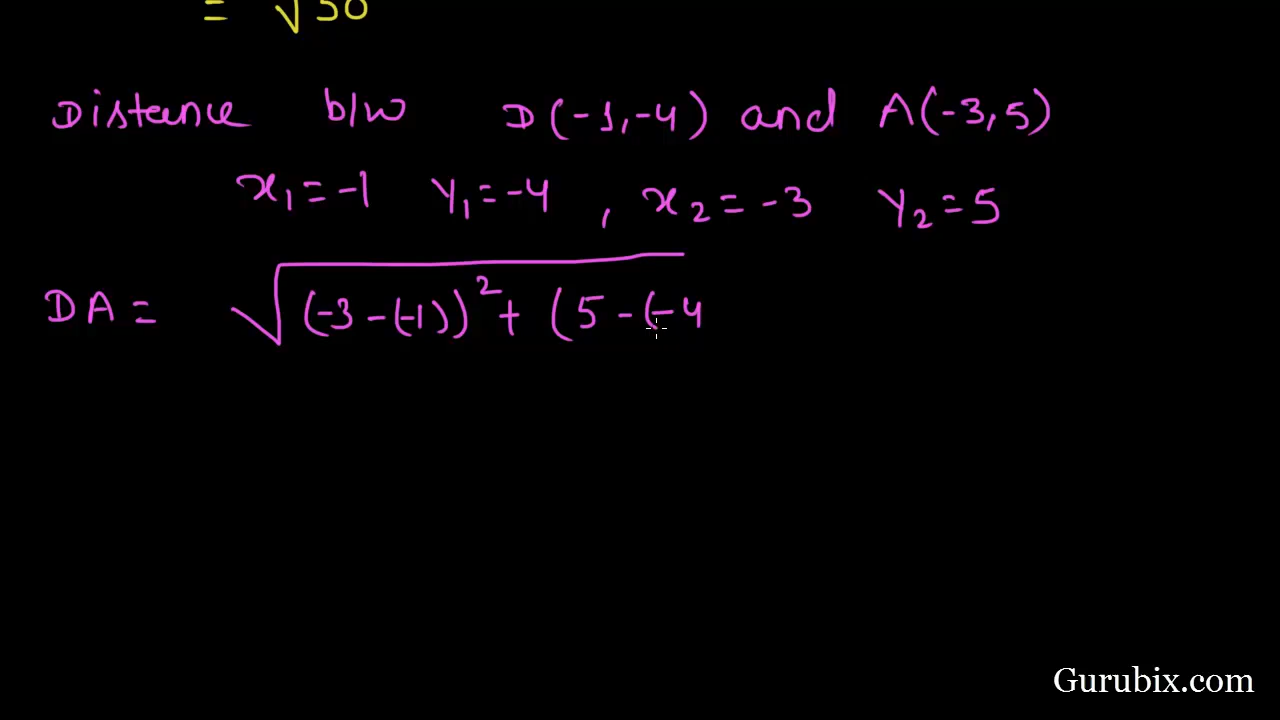 = √50
Distance b/w D(-1,-4) and A(-3,5)
x₁=-1 y₁=-4 , x₂=-3 y₂=5
DA= √(-3-(-1))²+(5-(-4
Gurubix.com